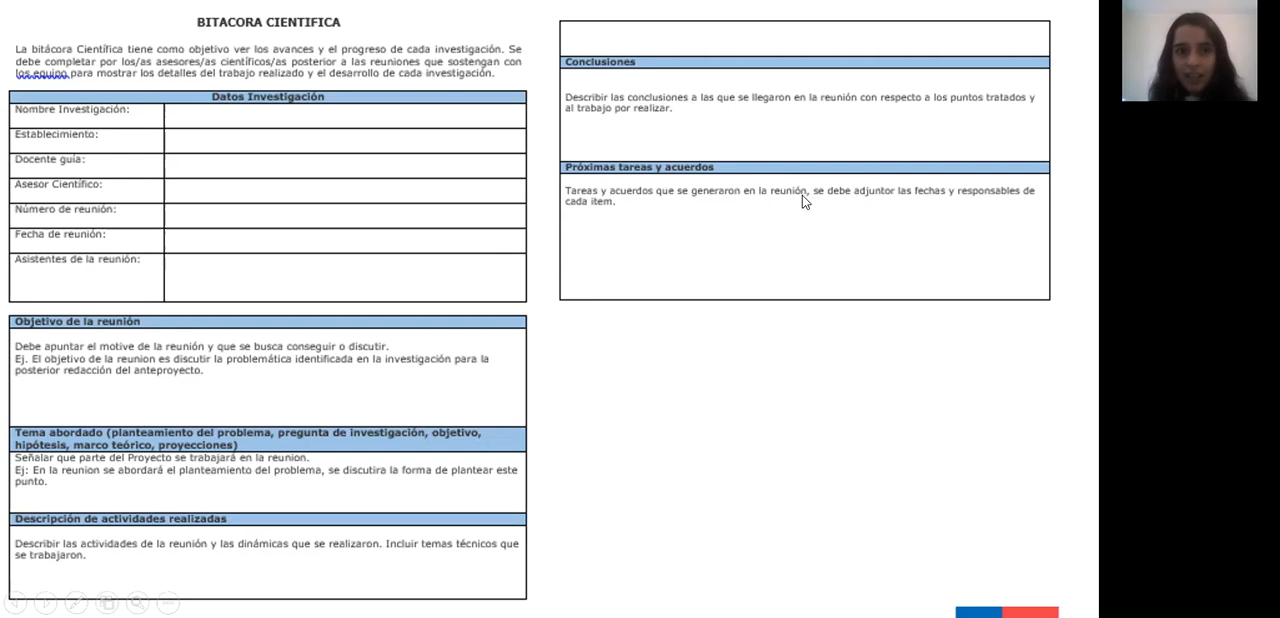 BITACORA CIENTIFICA
La bitácora Científica tiene como objetivo ver los avances y el progreso de cada investigación. Se
debe completar por los/as asesores/as científicos/as posterior a las reuniones que sostengan con
los equipo para mostrar los detalles del trabajo realizado y el desarrollo de cada investigación.
Datos Investigación
Nombre Investigación:
Establecimiento:
Docente guía:
Asesor Científico:
Número de reunión:
Fecha de reunión:
Asistentes de la reunión:
Objetivo de la reunión
Debe apuntar el motive de la reunión y que se busca conseguir o discutir.
Ej. El objetivo de la reunion es discutir la problemática identificada en la investigación para la
posterior redacción del anteproyecto.
Tema abordado (planteamiento del problema, pregunta de investigación, objetivo,
hipótesis, marco teórico, proyecciones)
Señalar que parte del Proyecto se trabajará en la reunion.
Ej: En la reunion se abordará el planteamiento del problema, se discutira la forma de plantear este
punto.
Descripción de actividades realizadas
Describir las actividades de la reunión y las dinámicas que se realizaron. Incluir temas técnicos que
se trabajaron.
Conclusiones
Describir las conclusiones a las que se llegaron en la reunión con respecto a los puntos tratados y
al trabajo por realizar.
Próximas tareas y acuerdos
Tareas y acuerdos que se generaron en la reunión, se debe adjuntor las fechas y responsables de
cada item.